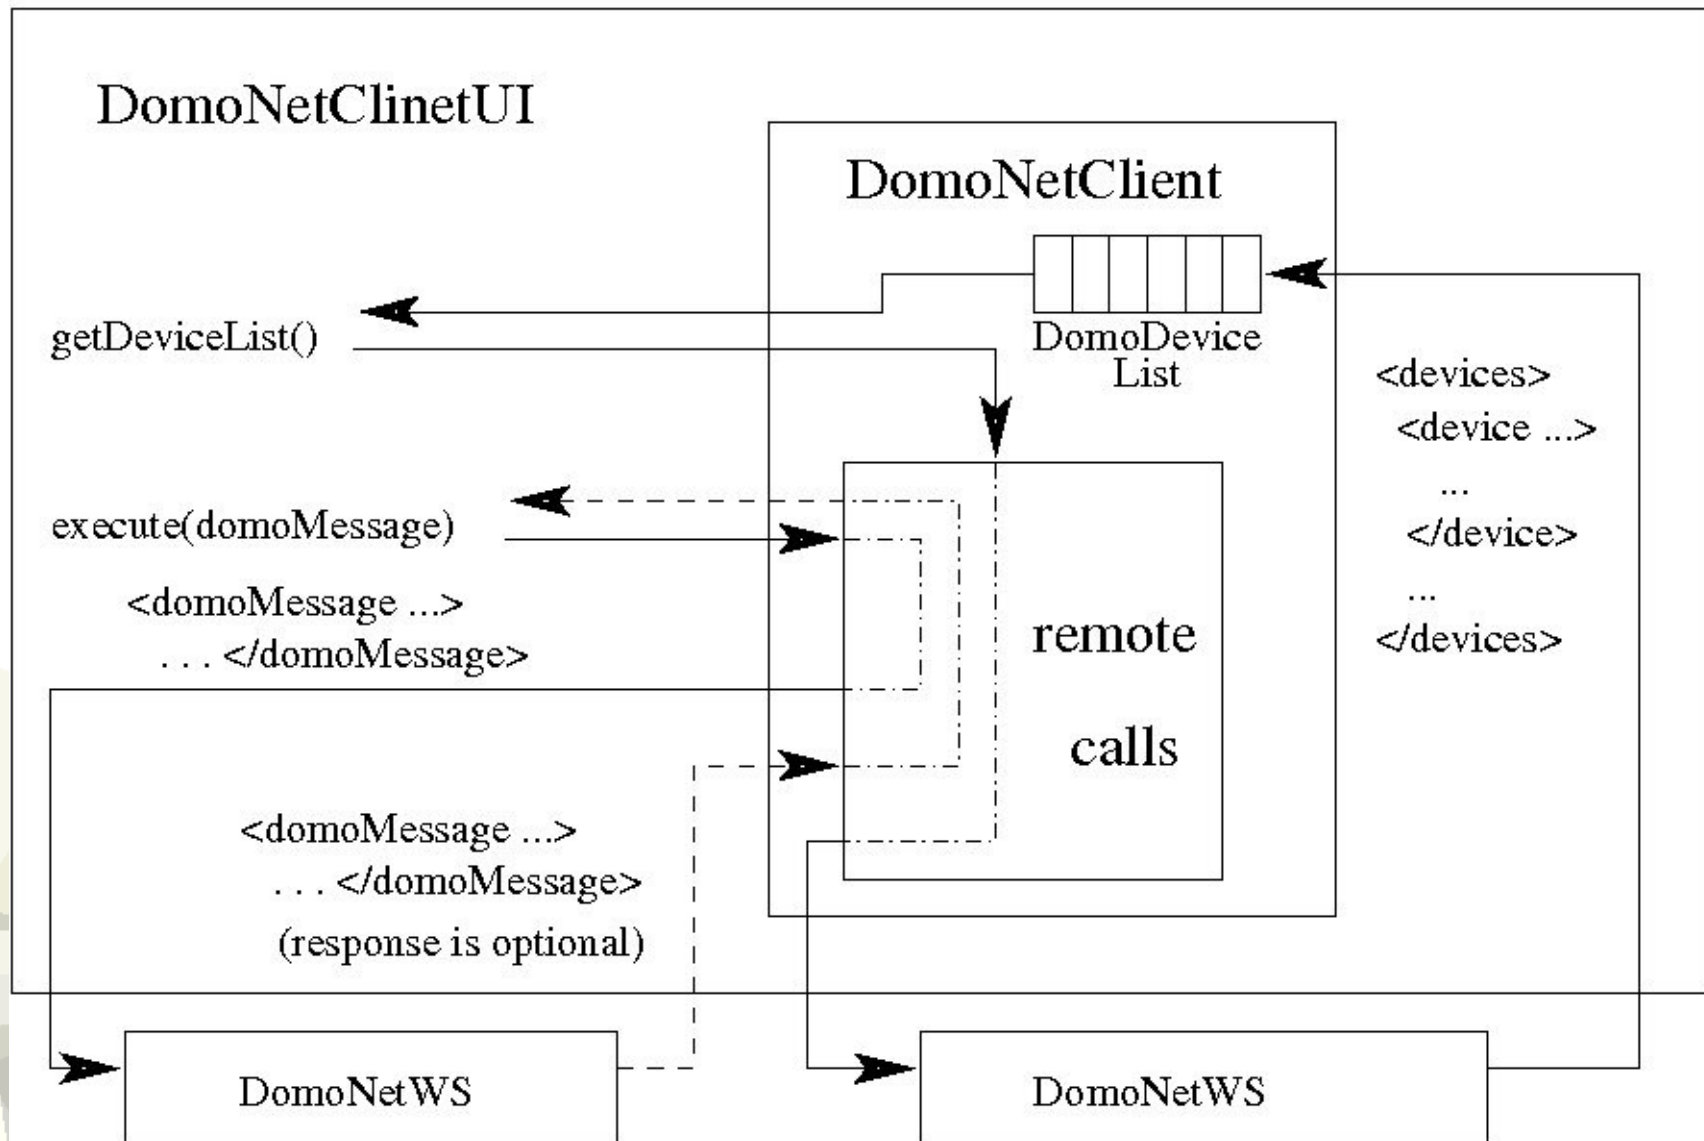 DomoNetClinetUI
DomoNetClient
getDeviceList()
DomoDevice
List
<devices>
<device ...>
...
</device>
...
</devices>
execute(domoMessage)
<domoMessage ...>
. . . </domoMessage>
remote
calls
<domoMessage ...>
. . . </domoMessage>
(response is optional)
DomoNetWS
DomoNetWS